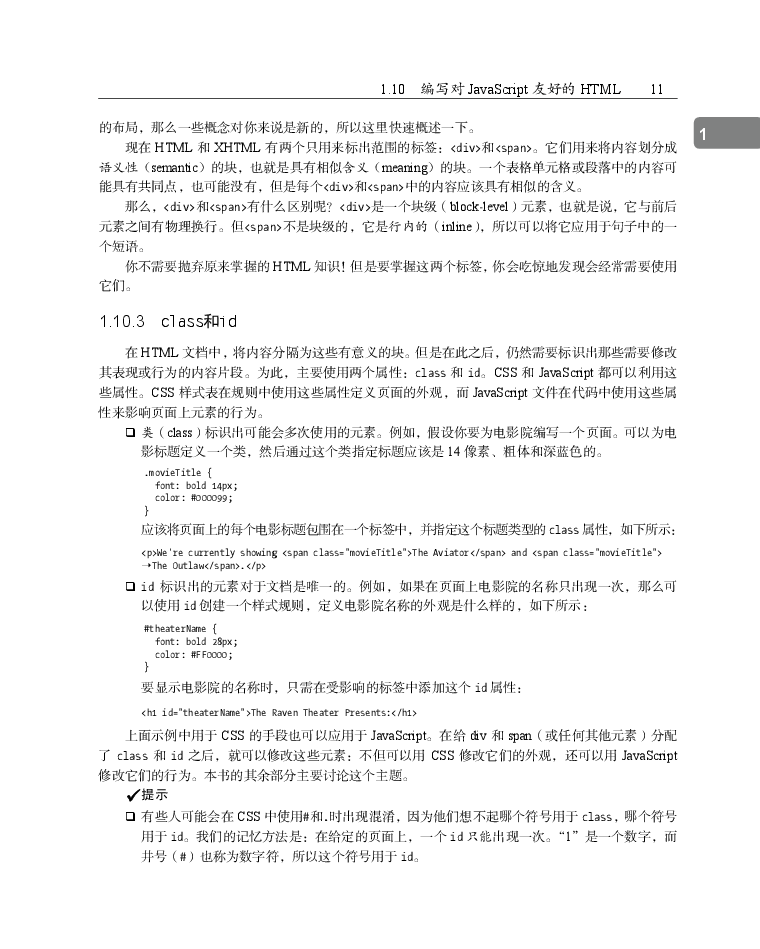 1.10 编写对 JavaScript 友好的 HTML 11
1
的布局，那么一些概念对你来说是新的，所以这里快速概述一下。
现在 HTML 和 XHTML 有两个只用来标出范围的标签：<div>和<span>。它们用来将内容划分成
语义性（semantic）的块，也就是具有相似含义（meaning）的块。一个表格单元格或段落中的内容可
能具有共同点，也可能没有，但是每个<div>和<span>中的内容应该具有相似的含义。
那么，<div>和<span>有什么区别呢？<div>是一个块级（block-level）元素，也就是说，它与前后
元素之间有物理换行。但<span>不是块级的，它是行内的（inline），所以可以将它应用于句子中的一
个短语。
你不需要抛弃原来掌握的 HTML 知识！但是要掌握这两个标签，你会吃惊地发现会经常需要使用
它们。
1.10.3 class和id
在 HTML 文档中，将内容分隔为这些有意义的块。但是在此之后，仍然需要标识出那些需要修改
其表现或行为的内容片段。为此，主要使用两个属性：class 和 id。CSS 和 JavaScript 都可以利用这
些属性。CSS 样式表在规则中使用这些属性定义页面的外观，而 JavaScript 文件在代码中使用这些属
性来影响页面上元素的行为。
❑ 类（class）标识出可能会多次使用的元素。例如，假设你要为电影院编写一个页面。可以为电
影标题定义一个类，然后通过这个类指定标题应该是 14 像素、粗体和深蓝色的。
.movieTitle {
font: bold 14px;
color: #000099;
}
应该将页面上的每个电影标题包围在一个标签中，并指定这个标题类型的 class 属性，如下所示：
<p>We're currently showing <span class="movieTitle">The Aviator</span> and <span class="movieTitle">
→The Outlaw</span>.</p>
❑ id 标识出的元素对于文档是唯一的。例如，如果在页面上电影院的名称只出现一次，那么可
以使用 id 创建一个样式规则，定义电影院名称的外观是什么样的，如下所示：
#theaterName {
font: bold 28px;
color: #FF0000;
}
要显示电影院的名称时，只需在受影响的标签中添加这个 id 属性：
<h1 id="theaterName">The Raven Theater Presents:</h1>
上面示例中用于 CSS 的手段也可以应用于 JavaScript。在给 div 和 span（或任何其他元素）分配
了 class 和 id 之后，就可以修改这些元素：不但可以用 CSS 修改它们的外观，还可以用 JavaScript
修改它们的行为。本书的其余部分主要讨论这个主题。
✓提示
❑ 有些人可能会在 CSS 中使用#和.时出现混淆，因为他们想不起哪个符号用于 class，哪个符号
用于 id。我们的记忆方法是：在给定的页面上，一个 id 只能出现一次。“1”是一个数字，而
井号（#）也称为数字符，所以这个符号用于 id。